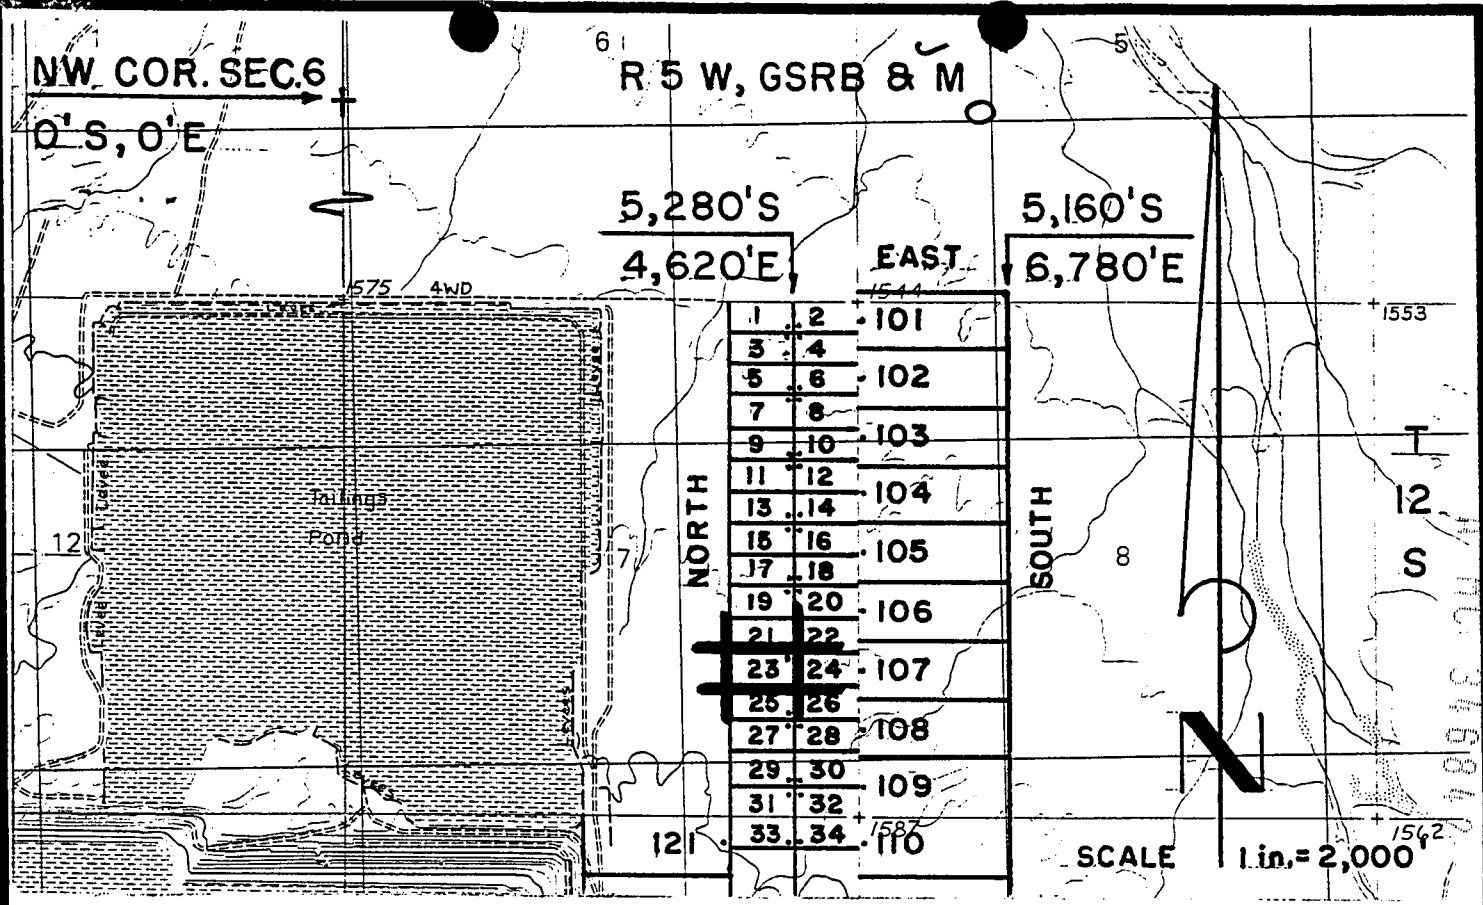 6 5
NW COR. SEC.6 R 5 W, GSRB & M
0'S, 0'E
5,280'S 5,160'S
4,620'E EAST 6,780'E
1575 4WD 1544
1553
1 2 101
3 4
5 6 102
7 8
9 10 103
11 12
13 14 104
15 16 105
17 18
19 20 106
21 22
23 24 107
25 26
27 28 108
29 30
31 32 109
33 34 110
121
NORTH
SOUTH
Levee
Levee
Tailings
Pond
12 7 8
T
12
S
N
1587
1562
SCALE 1 in.= 2,000'